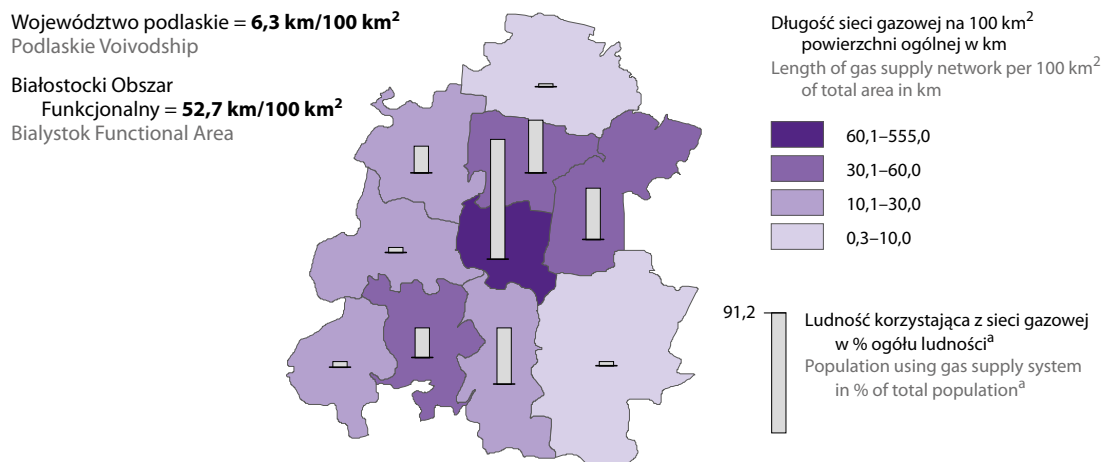 Województwo podlaskie = 6,3 km/100 km²
Podlaskie Voivodship
Białostocki Obszar
Funkcjonalny = 52,7 km/100 km²
Bialystok Functional Area
Długość sieci gazowej na 100 km²
powierzchni ogólnej w km
Length of gas supply network per 100 km²
of total area in km
60,1–555,0
30,1–60,0
10,1–30,0
0,3–10,0
91,2
Ludność korzystająca z sieci gazowej
w % ogółu ludnościᵃ
Population using gas supply system
in % of total populationᵃ